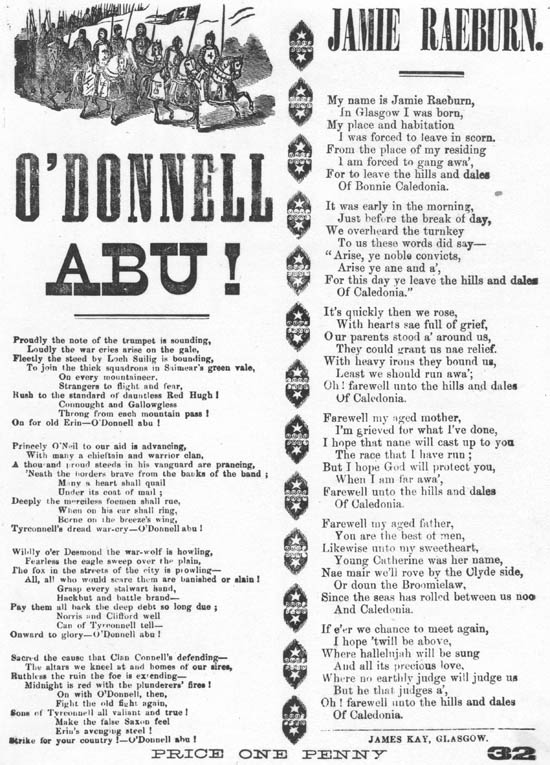 O'DONNELL
ABU!
Proudly the note of the trumpet is sounding,
Loudly the war cries arise on the gale,
Fleetly the steed by Loch Suilig is bounding,
To join the thick squadrons in Saimear's green vale,
On every mountaineer,
Strangers to flight and fear,
Rush to the standard of dauntless Red Hugh!
Connought and Gallowgless
Throng from each mountain pass!
On for old Erin—O'Donnell abu!
Princely O'Neil to our aid is advancing,
With many a chieftain and warrior clan,
A thousand proud steeds in his vanguard are prancing,
'Neath the borders brave from the banks of the band;
Many a heart shall quail
Under its coat of mail;
Deeply the merciless foemen shall rue,
When on his ear shall ring,
Borne on the breeze's wing,
Tyrconnell's dread war-cry—O'Donnell abu!
Wildly o'er Desmond the war-wolf is howling,
Fearless the eagle sweep over the plain,
The fox in the streets of the city is prowling—
All, all who would scare them are banished or slain!
Grasp every stalwart hand,
Hackbut and battle brand—
Pay them all back the deep debt so long due;
Norris and Clifford well
Can of Tyrconnell tell—
Onward to glory—O'Donnell abu!
Sacred the cause that Clan Connell's defending—
The altars we kneel at and homes of our sires,
Ruthless the ruin the foe is extending—
Midnight is red with the plunderers' fires!
On with O'Donnell, then,
Fight the old fight again,
Sons of Tyrconnell all valiant and true!
Make the false Saxon feel
Erin's avenging steel!
Strike for your country!—O'Donnell abu!
JAMIE RAEBURN.
My name is Jamie Raeburn,
In Glasgow I was born,
My place and habitation
I was forced to leave in scorn.
From the place of my residing
I am forced to gang awa',
For to leave the hills and dales
Of Bonnie Caledonia.
It was early in the morning,
Just before the break of day,
We overheard the turnkey
To us these words did say—
"Arise, ye noble convicts,
Arise ye ane and a',
For this day ye leave the hills and dales
Of Caledonia."
It's quickly then we rose,
With hearts sae full of grief,
Our parents stood a' around us,
They could grant us nae relief.
With heavy irons they bound us,
Least we should run awa';
Oh! farewell unto the hills and dales
Of Caledonia.
Farewell my aged mother,
I'm grieved for what I've done,
I hope that nane will cast up to you
The race that I have run;
But I hope God will protect you,
When I am far awa',
Farewell unto the hills and dales
Of Caledonia.
Farewell my aged father,
You are the best of men,
Likewise unto my sweetheart,
Young Catherine was her name,
Nae mair we'll rove by the Clyde side,
Or doun the Broomielaw,
Since the seas has rolled between us noo
And Caledonia.
If e'er we chance to meet again,
I hope 'twill be above,
Where hallelujah will be sung
And all its precious love,
Where no earthly judge will judge us
But he that judges a',
Oh! farewell unto the hills and dales
Of Caledonia.
JAMES KAY, GLASGOW.
PRICE ONE PENNY 32